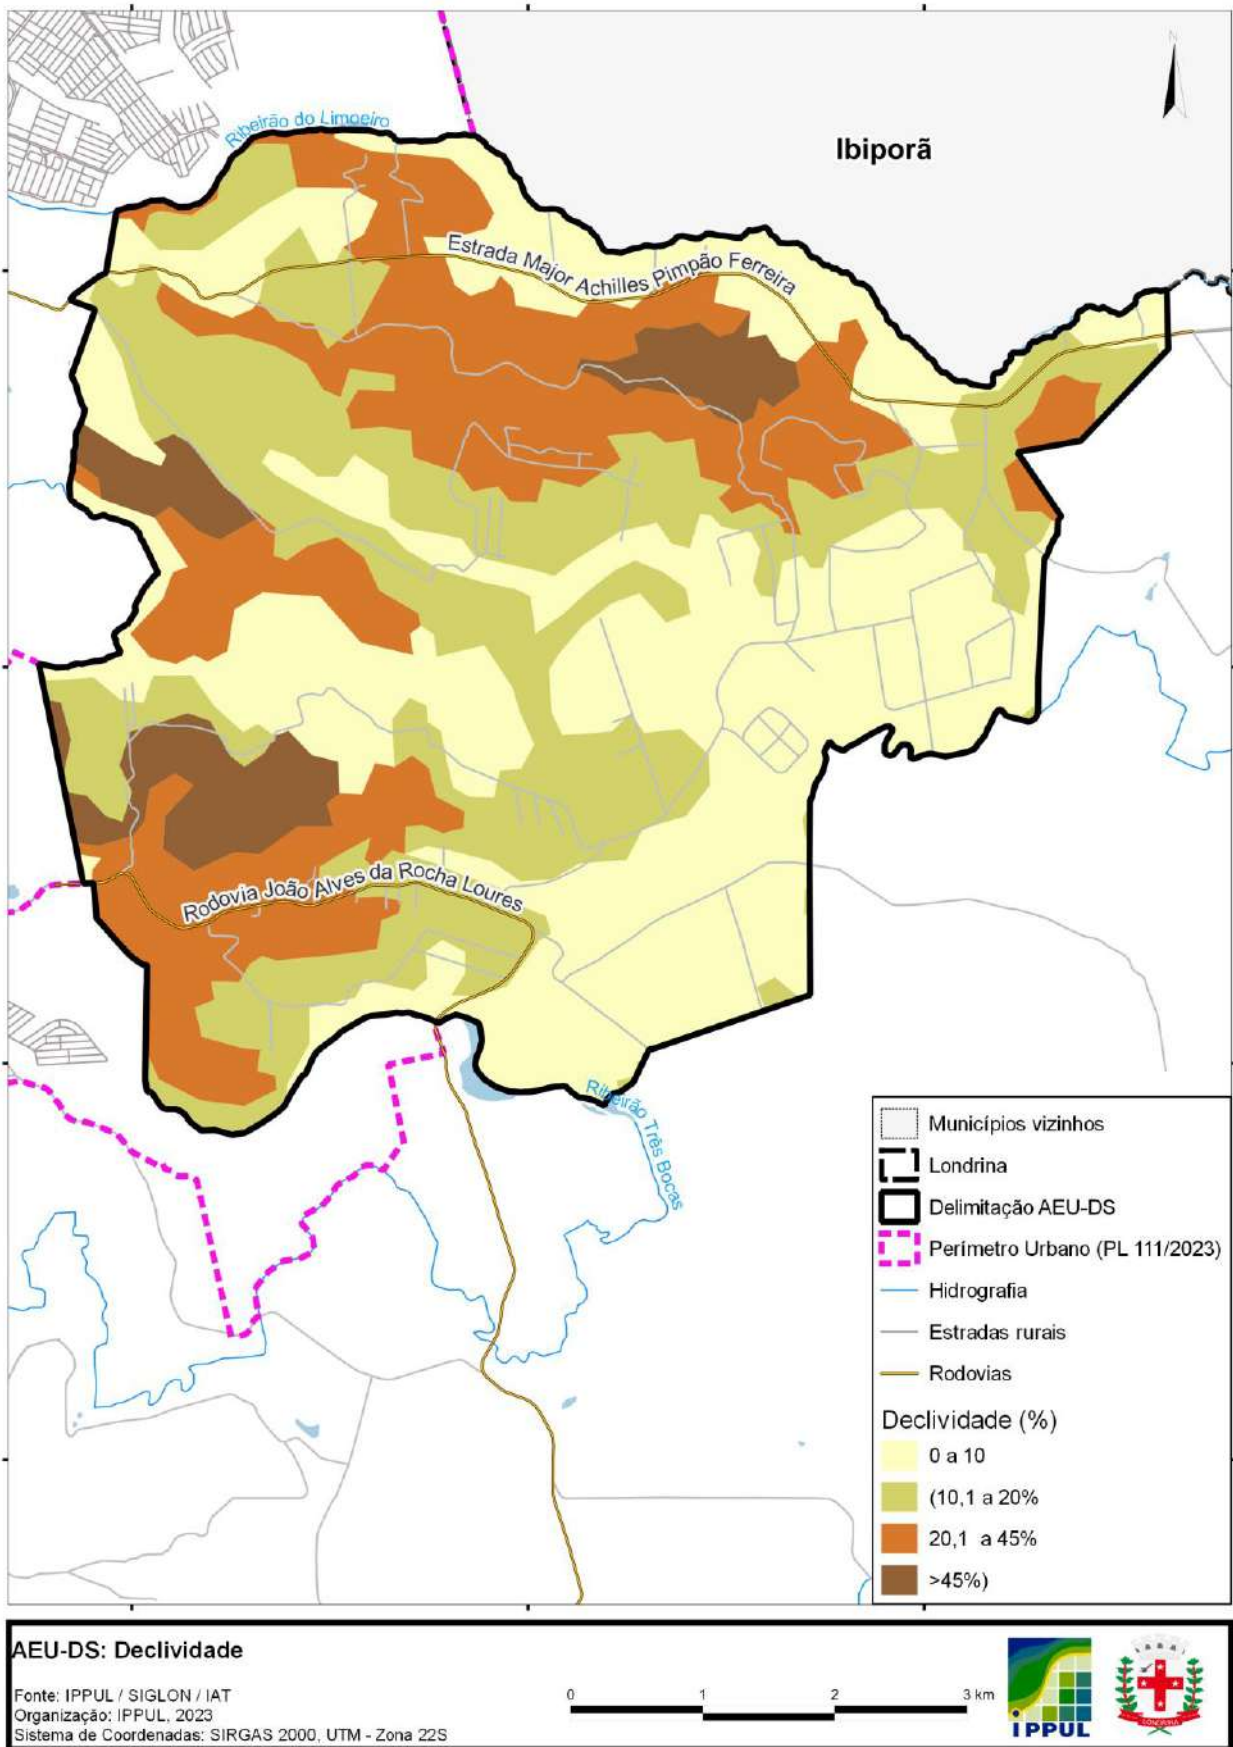 N
Ribeirão do Limoeiro
Ibiporã
Estrada Major Achilles Pimpão Ferreira
Rodovia João Alves da Rocha Loures
Ribeirão Três Bocas
Municípios vizinhos
Londrina
Delimitação AEU-DS
Perímetro Urbano (PL 111/2023)
Hidrografia
Estradas rurais
Rodovias
Declividade (%)
0 a 10
(10,1 a 20%
20,1 a 45%
>45%)
AEU-DS: Declividade
Fonte: IPPUL / SIGLON / IAT
Organização: IPPUL, 2023
Sistema de Coordenadas: SIRGAS 2000, UTM - Zona 22S
0 1 2 3 km
IPPUL
LONDRINA